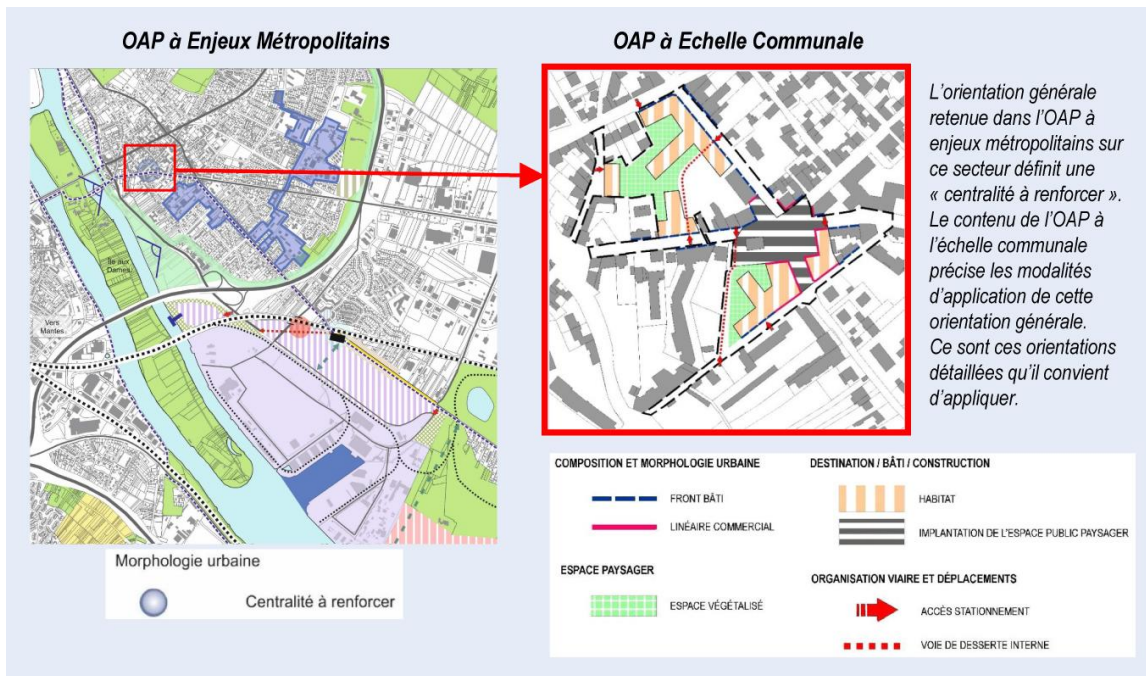 OAP à Enjeux Métropolitains
OAP à Echelle Communale
Île aux
Dames
Vers
Mantes
L'orientation générale
retenue dans l'OAP à
enjeux métropolitains sur
ce secteur définit une
« centralité à renforcer ».
Le contenu de l'OAP à
l'échelle communale
précise les modalités
d'application de cette
orientation générale.
Ce sont ces orientations
détaillées qu'il convient
d'appliquer.
Morphologie urbaine
Centralité à renforcer
COMPOSITION ET MORPHOLOGIE URBAINE
FRONT BÂTI
LINÉAIRE COMMERCIAL
ESPACE PAYSAGER
ESPACE VÉGÉTALISÉ
DESTINATION / BÂTI / CONSTRUCTION
HABITAT
IMPLANTATION DE L'ESPACE PUBLIC PAYSAGER
ORGANISATION VIAIRE ET DÉPLACEMENTS
ACCÈS STATIONNEMENT
VOIE DE DESSERTE INTERNE